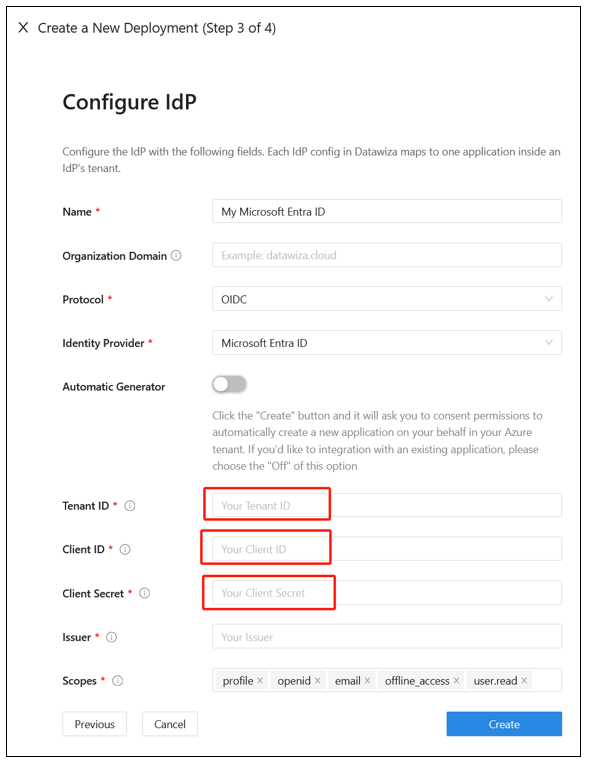 X Create a New Deployment (Step 3 of 4)
Configure IdP
Configure the IdP with the following fields. Each IdP config in Datawiza maps to one application inside an
IdP's tenant.
Name * My Microsoft Entra ID
Organization Domain Example: datawiza.cloud
Protocol * OIDC
Identity Provider * Microsoft Entra ID
Automatic Generator
Click the "Create" button and it will ask you to consent permissions to
automatically create a new application on your behalf in your Azure
tenant. If you'd like to integration with an existing application, please
choose the "Off" of this option
Tenant ID * Your Tenant ID
Client ID * Your Client ID
Client Secret * Your Client Secret
Issuer * Your Issuer
Scopes * profile × openid × email × offline_access × user.read ×
Previous Cancel Create